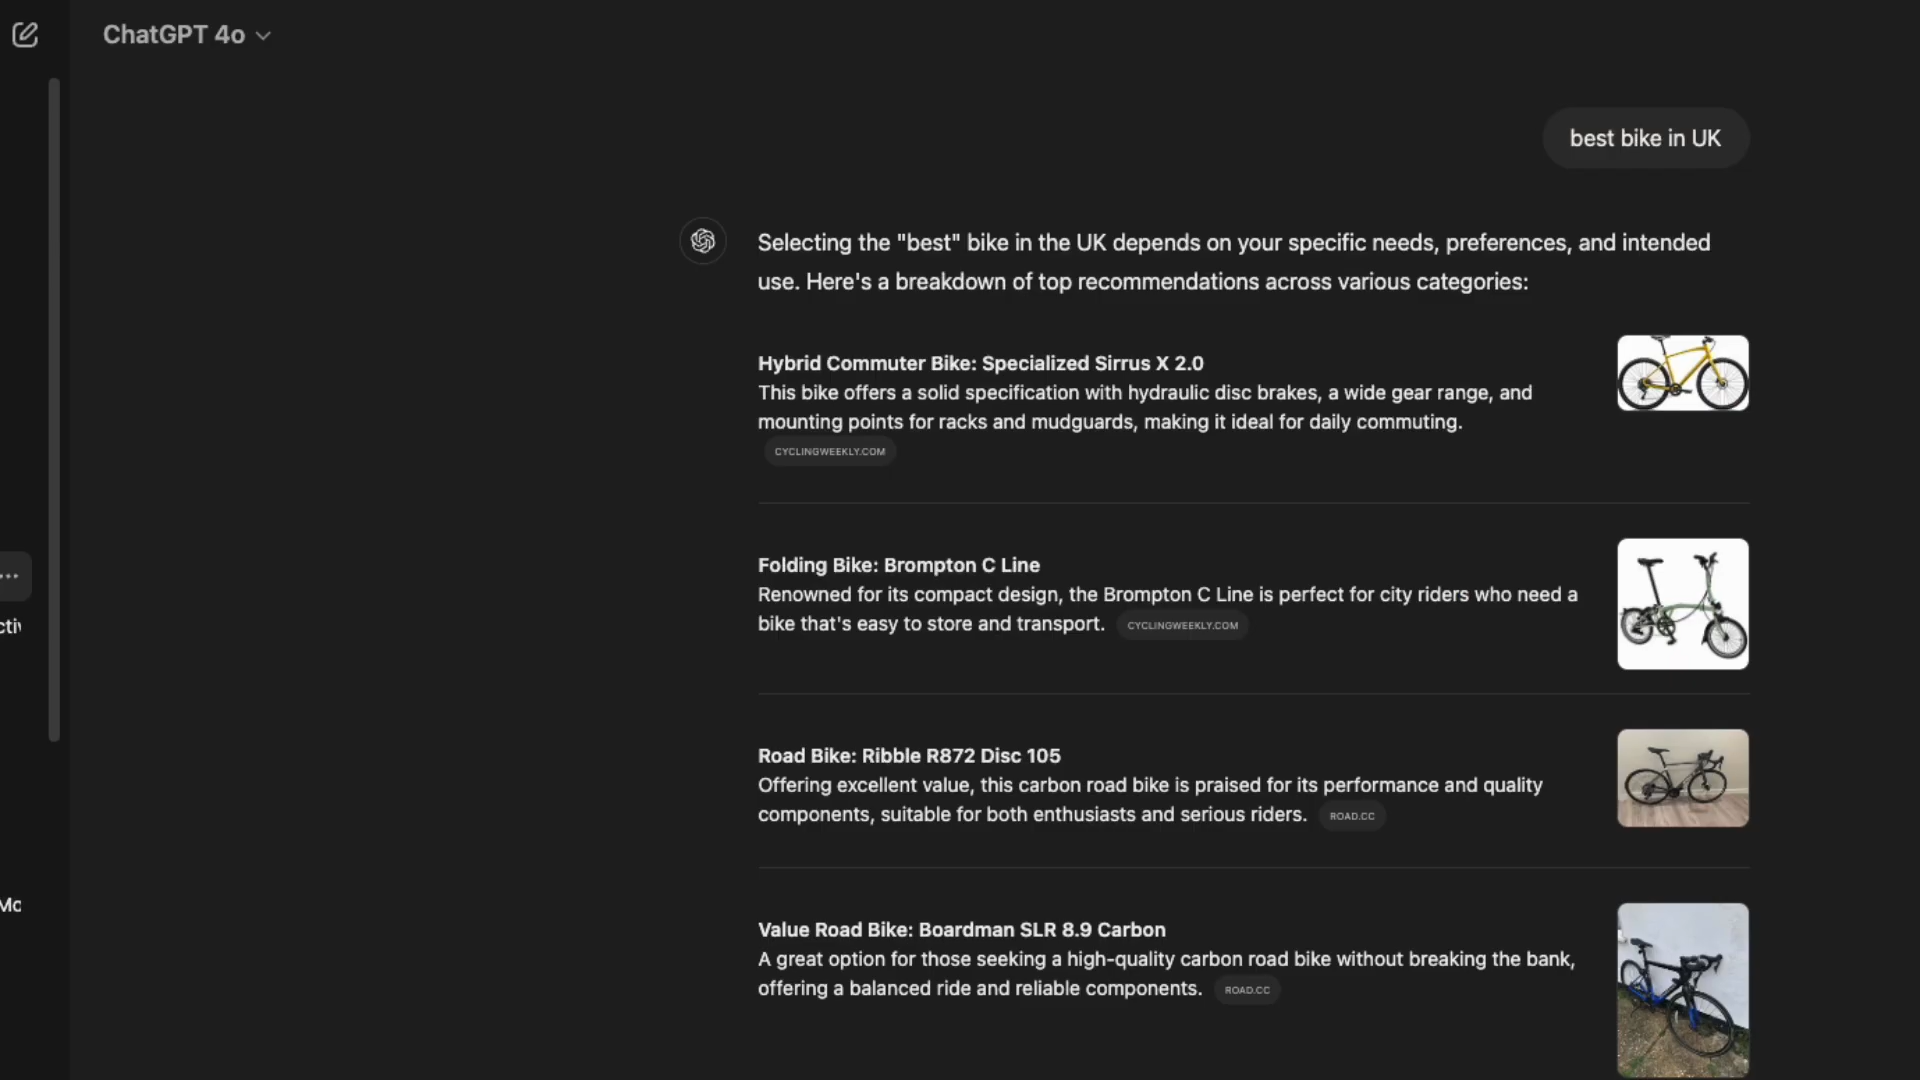 ChatGPT 4o
best bike in UK
Selecting the "best" bike in the UK depends on your specific needs, preferences, and intended
use. Here's a breakdown of top recommendations across various categories:
Hybrid Commuter Bike: Specialized Sirrus X 2.0
This bike offers a solid specification with hydraulic disc brakes, a wide gear range, and
mounting points for racks and mudguards, making it ideal for daily commuting.
CYCLINGWEEKLY.COM
Folding Bike: Brompton C Line
Renowned for its compact design, the Brompton C Line is perfect for city riders who need a
bike that's easy to store and transport. CYCLINGWEEKLY.COM
Road Bike: Ribble R872 Disc 105
Offering excellent value, this carbon road bike is praised for its performance and quality
components, suitable for both enthusiasts and serious riders. ROAD.CC
Value Road Bike: Boardman SLR 8.9 Carbon
A great option for those seeking a high-quality carbon road bike without breaking the bank,
offering a balanced ride and reliable components. ROAD.CC